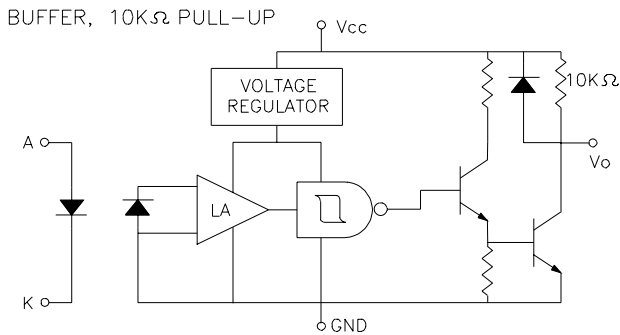 BUFFER, 10KΩ PULL-UP
Vcc
VOLTAGE
REGULATOR
10KΩ
A
Vo
LA
K
GND